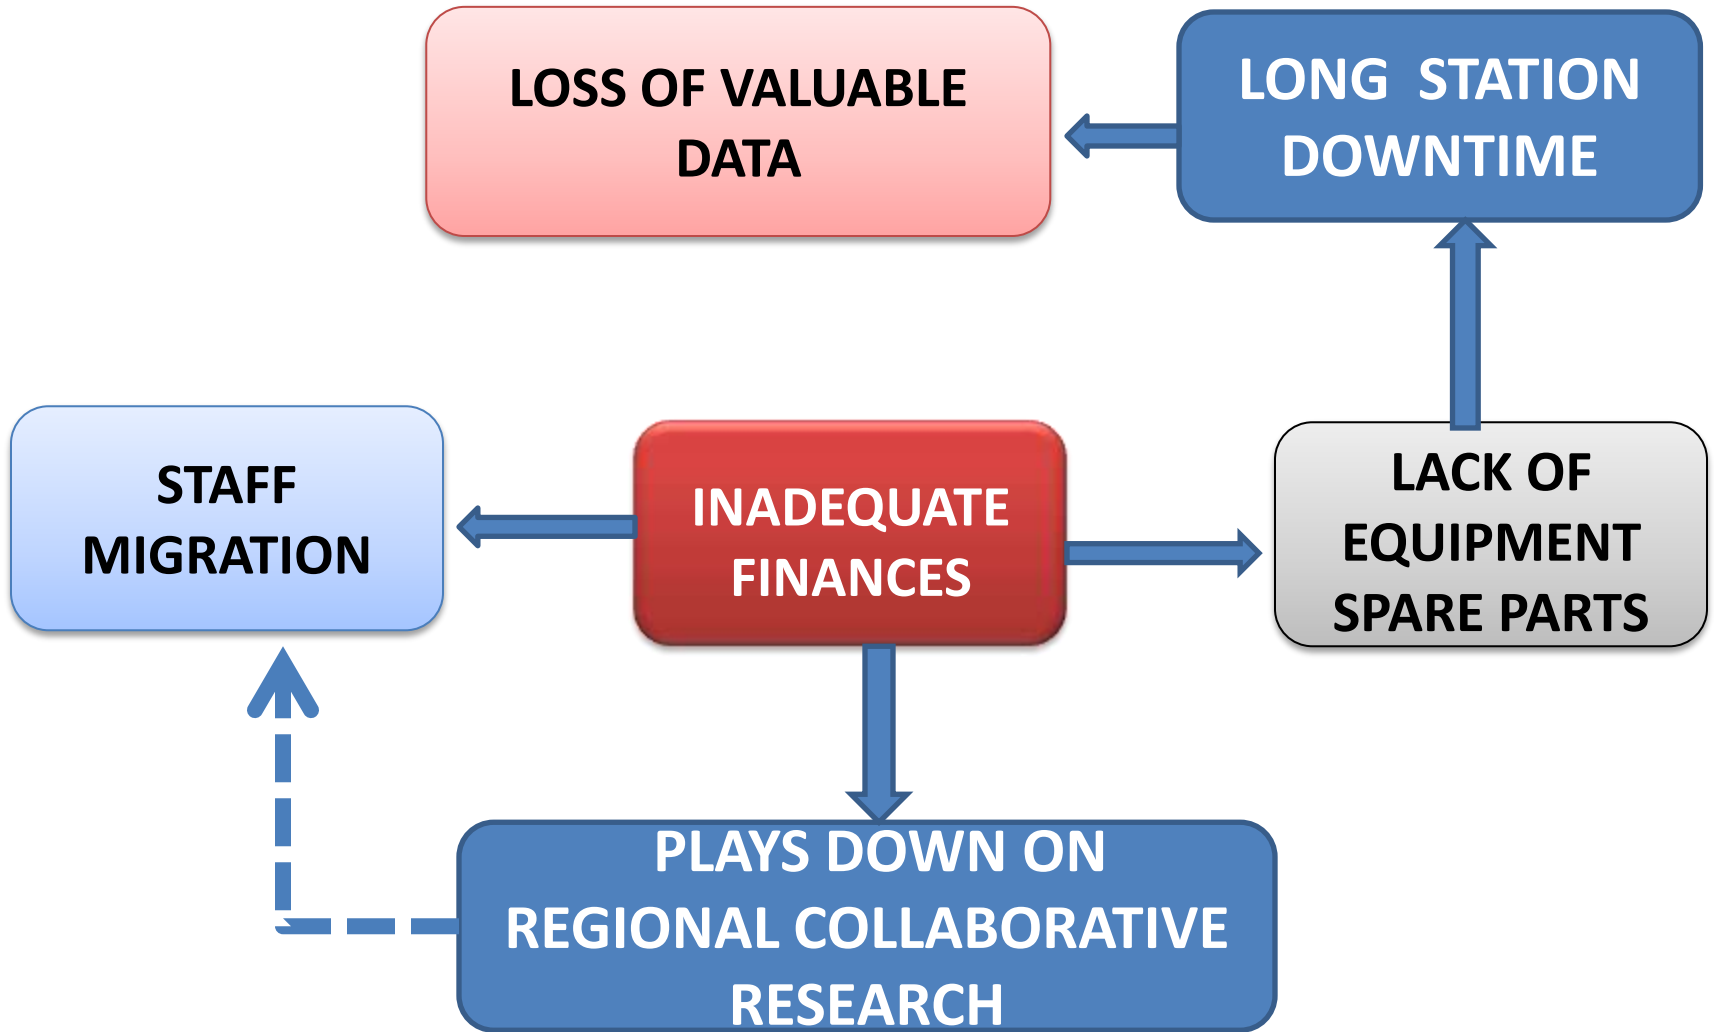 LOSS OF VALUABLE
DATA
LONG STATION
DOWNTIME
STAFF
MIGRATION
INADEQUATE
FINANCES
LACK OF
EQUIPMENT
SPARE PARTS
PLAYS DOWN ON
REGIONAL COLLABORATIVE
RESEARCH